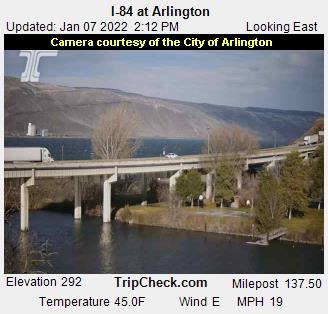 I-84 at Arlington
Updated: Jan 07 2022 2:12 PM Looking East
Camera courtesy of the City of Arlington
Elevation 292 TripCheck.com Milepost 137.50
Temperature 45.0F Wind E MPH 19